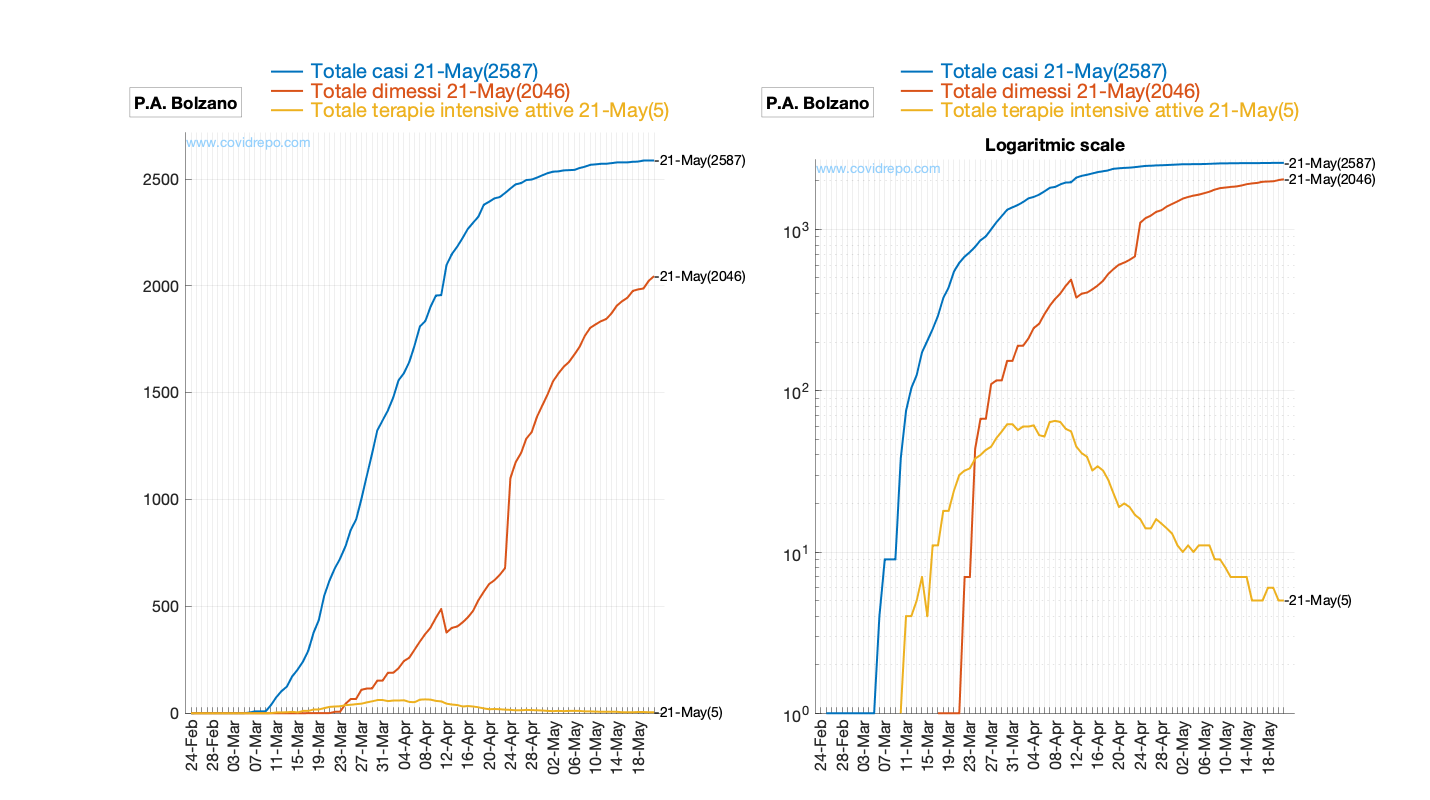 Totale casi 21-May(2587)
Totale dimessi 21-May(2046)
Totale terapie intensive attive 21-May(5)
P.A. Bolzano
www.covidrepo.com
21-May(2587)
21-May(2046)
21-May(5)
2500
2000
1500
1000
500
0
24-Feb
28-Feb
03-Mar
07-Mar
11-Mar
15-Mar
19-Mar
23-Mar
27-Mar
31-Mar
04-Apr
08-Apr
12-Apr
16-Apr
20-Apr
24-Apr
28-Apr
02-May
06-May
10-May
14-May
18-May
Totale casi 21-May(2587)
Totale dimessi 21-May(2046)
Totale terapie intensive attive 21-May(5)
P.A. Bolzano
Logaritmic scale
www.covidrepo.com
21-May(2587)
21-May(2046)
21-May(5)
10^3
10^2
10^1
10^0
24-Feb
28-Feb
03-Mar
07-Mar
11-Mar
15-Mar
19-Mar
23-Mar
27-Mar
31-Mar
04-Apr
08-Apr
12-Apr
16-Apr
20-Apr
24-Apr
28-Apr
02-May
06-May
10-May
14-May
18-May